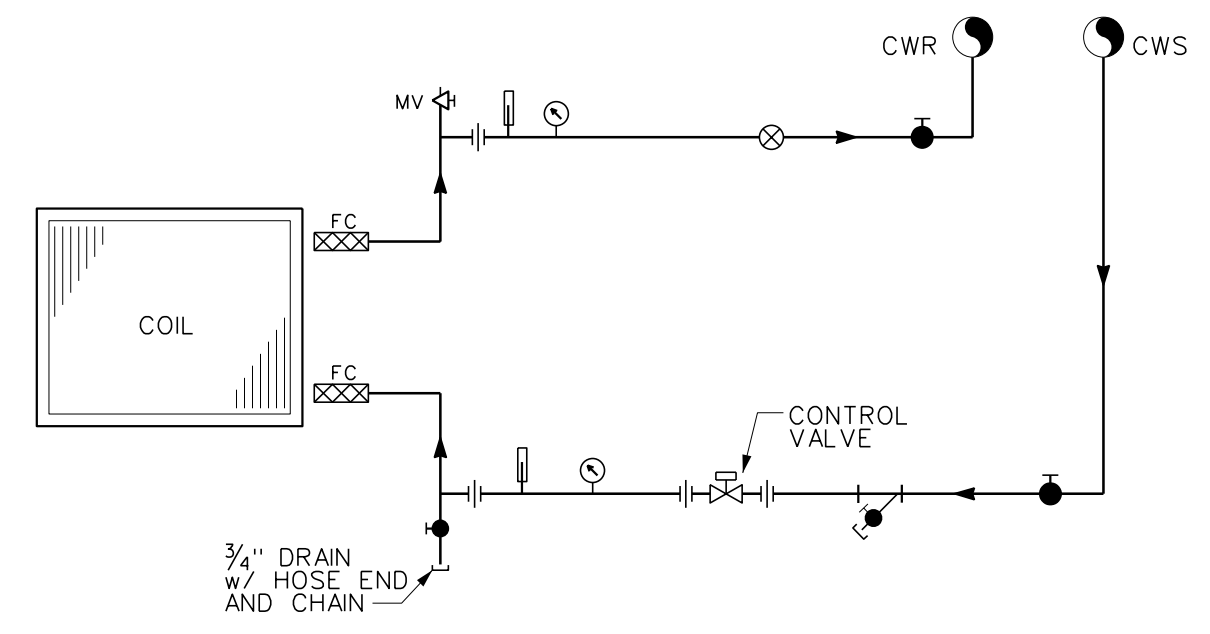 CWR
CWS
MV
FC
COIL
FC
CONTROL
VALVE
3/4" DRAIN
w/ HOSE END
AND CHAIN